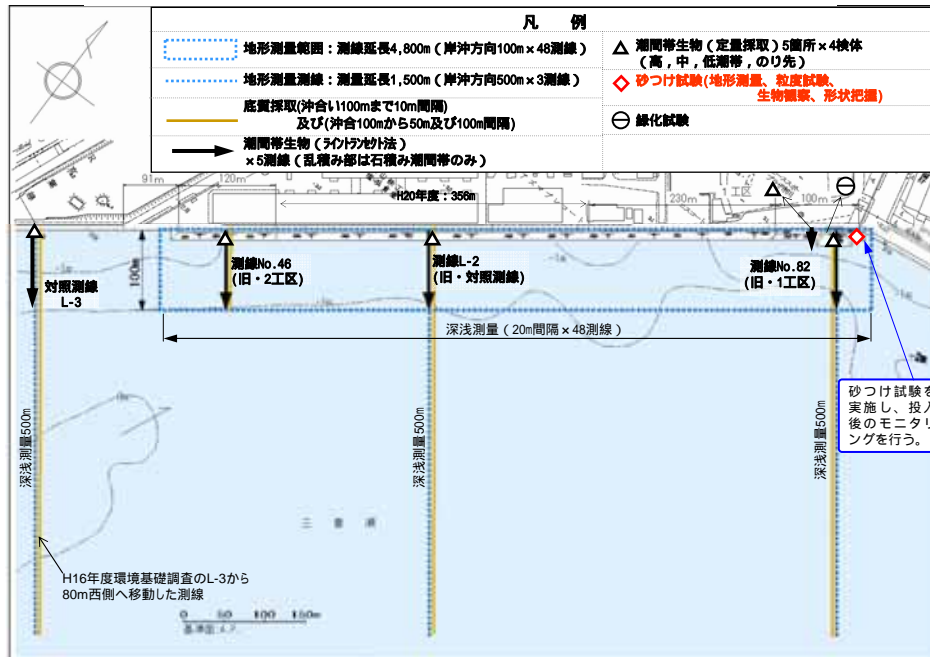 凡 例
地形測量範囲：測線延長4,800m（岸沖方向100m×48測線）
地形測量測線：測量延長1,500m（岸沖方向500m×3測線）
底質採取(沖合い100mまで10m間隔)
及び(沖合100mから50m及び100m間隔)
潮間帯生物（ライントランセクト法）
×5測線（乱積み部は石積み潮間帯のみ）
潮間帯生物（定量採取）5箇所×4検体
（高，中，低潮帯，のり先）
砂つけ試験(地形測量、粒度試験、
生物観察、形状把握)
緑化試験
91m
120m
H20年度：356m
230m
1工区
100m
100m
対照測線
L-3
測線No.46
(旧・2工区)
測線L-2
(旧・対照測線)
測線No.82
(旧・1工区)
深浅測量（20m間隔×48測線）
砂つけ試験を
実施し、投入
後のモニタリ
ングを行う。
深浅測量500m
深浅測量500m
深浅測量500m
三 番 瀬
H16年度環境基礎調査のL-3から
80m西側へ移動した測線
0 50 100 150m